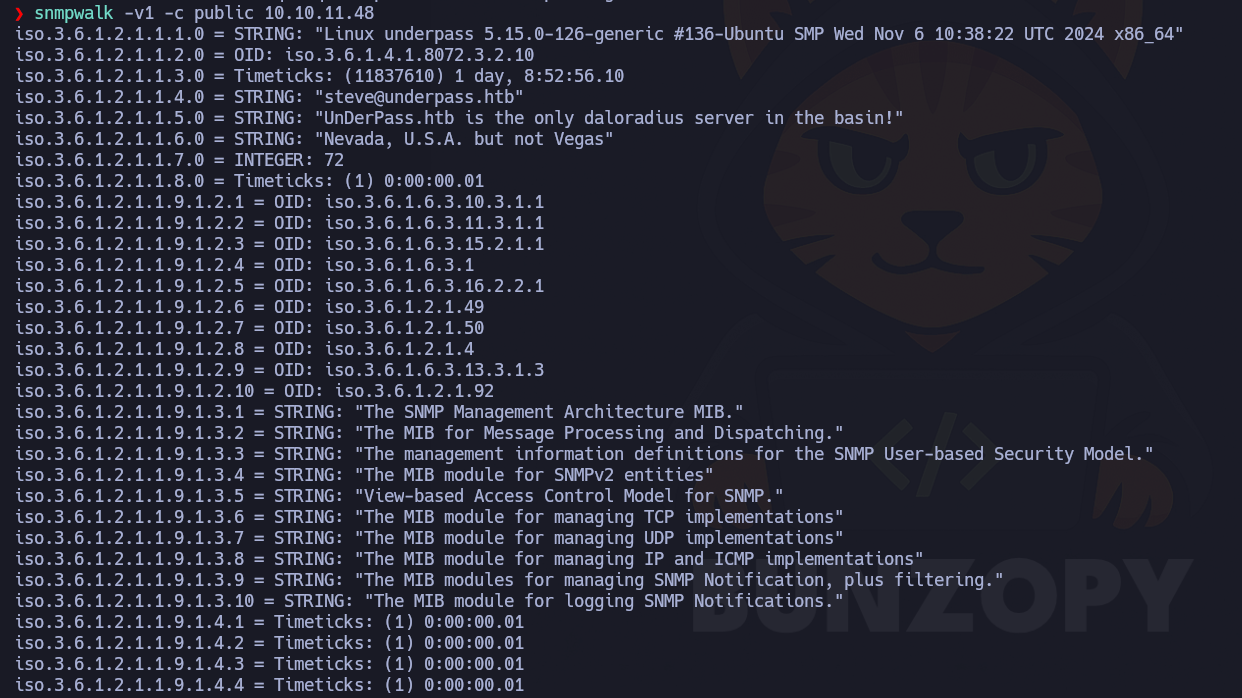 ❯ snmpwalk -v1 -c public 10.10.11.48
iso.3.6.1.2.1.1.1.0 = STRING: "Linux underpass 5.15.0-126-generic #136-Ubuntu SMP Wed Nov 6 10:38:22 UTC 2024 x86_64"
iso.3.6.1.2.1.1.2.0 = OID: iso.3.6.1.4.1.8072.3.2.10
iso.3.6.1.2.1.1.3.0 = Timeticks: (11837610) 1 day, 8:52:56.10
iso.3.6.1.2.1.1.4.0 = STRING: "steve@underpass.htb"
iso.3.6.1.2.1.1.5.0 = STRING: "UnDerPass.htb is the only daloradius server in the basin!"
iso.3.6.1.2.1.1.6.0 = STRING: "Nevada, U.S.A. but not Vegas"
iso.3.6.1.2.1.1.7.0 = INTEGER: 72
iso.3.6.1.2.1.1.8.0 = Timeticks: (1) 0:00:00.01
iso.3.6.1.2.1.1.9.1.2.1 = OID: iso.3.6.1.6.3.10.3.1.1
iso.3.6.1.2.1.1.9.1.2.2 = OID: iso.3.6.1.6.3.11.3.1.1
iso.3.6.1.2.1.1.9.1.2.3 = OID: iso.3.6.1.6.3.15.2.1.1
iso.3.6.1.2.1.1.9.1.2.4 = OID: iso.3.6.1.6.3.1
iso.3.6.1.2.1.1.9.1.2.5 = OID: iso.3.6.1.6.3.16.2.2.1
iso.3.6.1.2.1.1.9.1.2.6 = OID: iso.3.6.1.2.1.49
iso.3.6.1.2.1.1.9.1.2.7 = OID: iso.3.6.1.2.1.50
iso.3.6.1.2.1.1.9.1.2.8 = OID: iso.3.6.1.2.1.4
iso.3.6.1.2.1.1.9.1.2.9 = OID: iso.3.6.1.6.3.13.3.1.3
iso.3.6.1.2.1.1.9.1.2.10 = OID: iso.3.6.1.2.1.92
iso.3.6.1.2.1.1.9.1.3.1 = STRING: "The SNMP Management Architecture MIB."
iso.3.6.1.2.1.1.9.1.3.2 = STRING: "The MIB for Message Processing and Dispatching."
iso.3.6.1.2.1.1.9.1.3.3 = STRING: "The management information definitions for the SNMP User-based Security Model."
iso.3.6.1.2.1.1.9.1.3.4 = STRING: "The MIB module for SNMPv2 entities"
iso.3.6.1.2.1.1.9.1.3.5 = STRING: "View-based Access Control Model for SNMP."
iso.3.6.1.2.1.1.9.1.3.6 = STRING: "The MIB module for managing TCP implementations"
iso.3.6.1.2.1.1.9.1.3.7 = STRING: "The MIB module for managing UDP implementations"
iso.3.6.1.2.1.1.9.1.3.8 = STRING: "The MIB module for managing IP and ICMP implementations"
iso.3.6.1.2.1.1.9.1.3.9 = STRING: "The MIB modules for managing SNMP Notification, plus filtering."
iso.3.6.1.2.1.1.9.1.3.10 = STRING: "The MIB module for logging SNMP Notifications."
iso.3.6.1.2.1.1.9.1.4.1 = Timeticks: (1) 0:00:00.01
iso.3.6.1.2.1.1.9.1.4.2 = Timeticks: (1) 0:00:00.01
iso.3.6.1.2.1.1.9.1.4.3 = Timeticks: (1) 0:00:00.01
iso.3.6.1.2.1.1.9.1.4.4 = Timeticks: (1) 0:00:00.01
</>
BUNZOPY